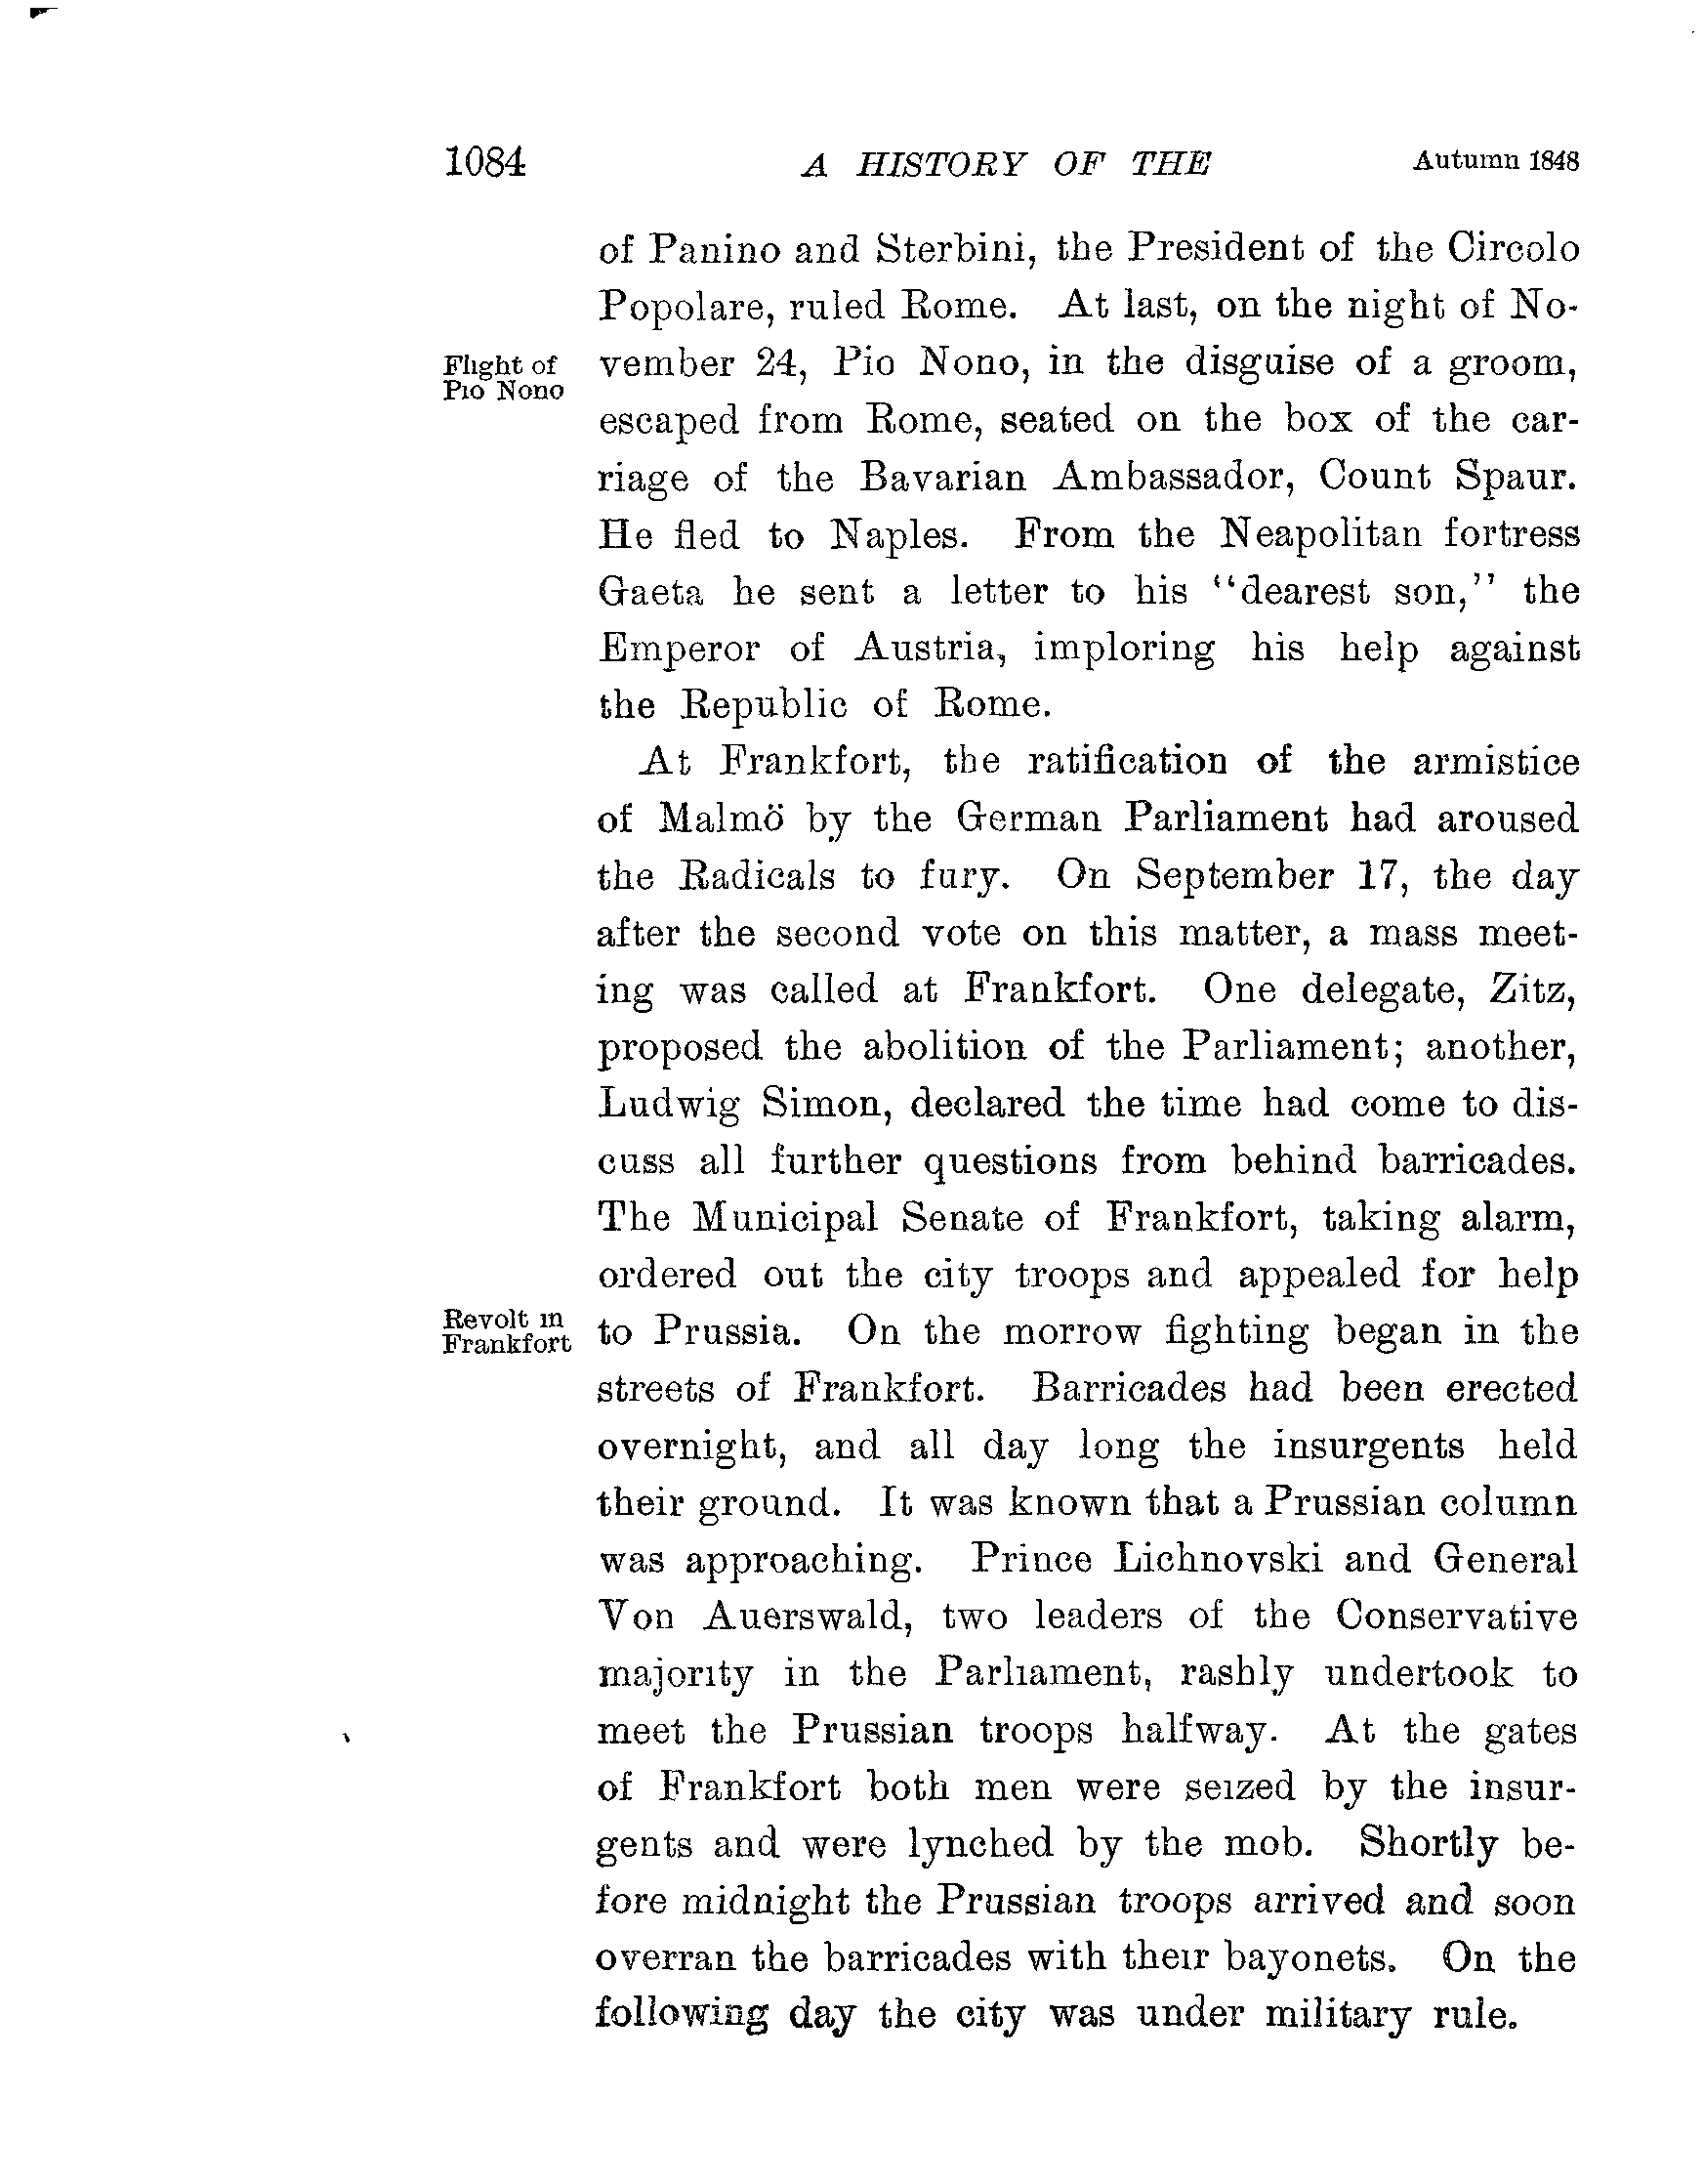 1084 A HISTORY OF THE Autumn 1848
of Panino and Sterbini, the President of the Circolo
Popolare, ruled Rome. At last, on the night of No-
Flight of
Pio Nono
vember 24, Pio Nono, in the disguise of a groom,
escaped from Rome, seated on the box of the car-
riage of the Bavarian Ambassador, Count Spaur.
He fled to Naples. From the Neapolitan fortress
Gaeta he sent a letter to his "dearest son," the
Emperor of Austria, imploring his help against
the Republic of Rome.
At Frankfort, the ratification of the armistice
of Malmö by the German Parliament had aroused
the Radicals to fury. On September 17, the day
after the second vote on this matter, a mass meet-
ing was called at Frankfort. One delegate, Zitz,
proposed the abolition of the Parliament; another,
Ludwig Simon, declared the time had come to dis-
cuss all further questions from behind barricades.
The Municipal Senate of Frankfort, taking alarm,
ordered out the city troops and appealed for help
Revolt in
Frankfort
to Prussia. On the morrow fighting began in the
streets of Frankfort. Barricades had been erected
overnight, and all day long the insurgents held
their ground. It was known that a Prussian column
was approaching. Prince Lichnovski and General
Von Auerswald, two leaders of the Conservative
majority in the Parliament, rashly undertook to
meet the Prussian troops halfway. At the gates
of Frankfort both men were seized by the insur-
gents and were lynched by the mob. Shortly be-
fore midnight the Prussian troops arrived and soon
overran the barricades with their bayonets. On the
following day the city was under military rule.